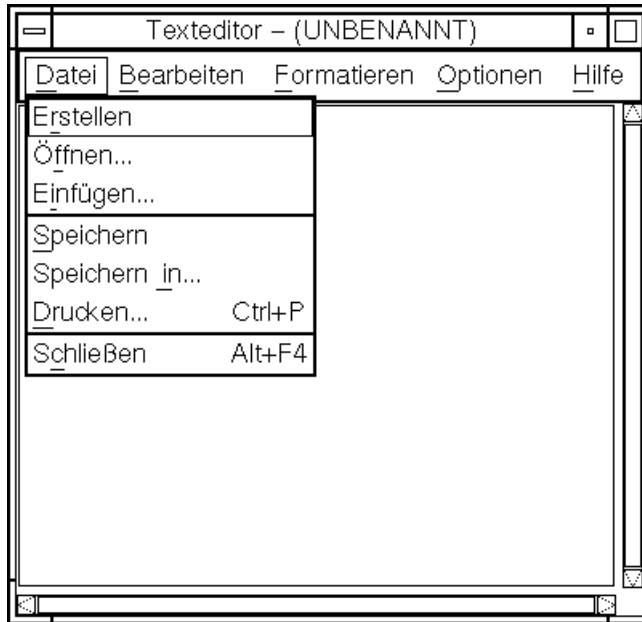 Texteditor – (UNBENANNT)
Datei Bearbeiten Formatieren Optionen Hilfe
Erstellen
Öffnen...
Einfügen...
Speichern
Speichern in...
Drucken... Ctrl+P
Schließen Alt+F4